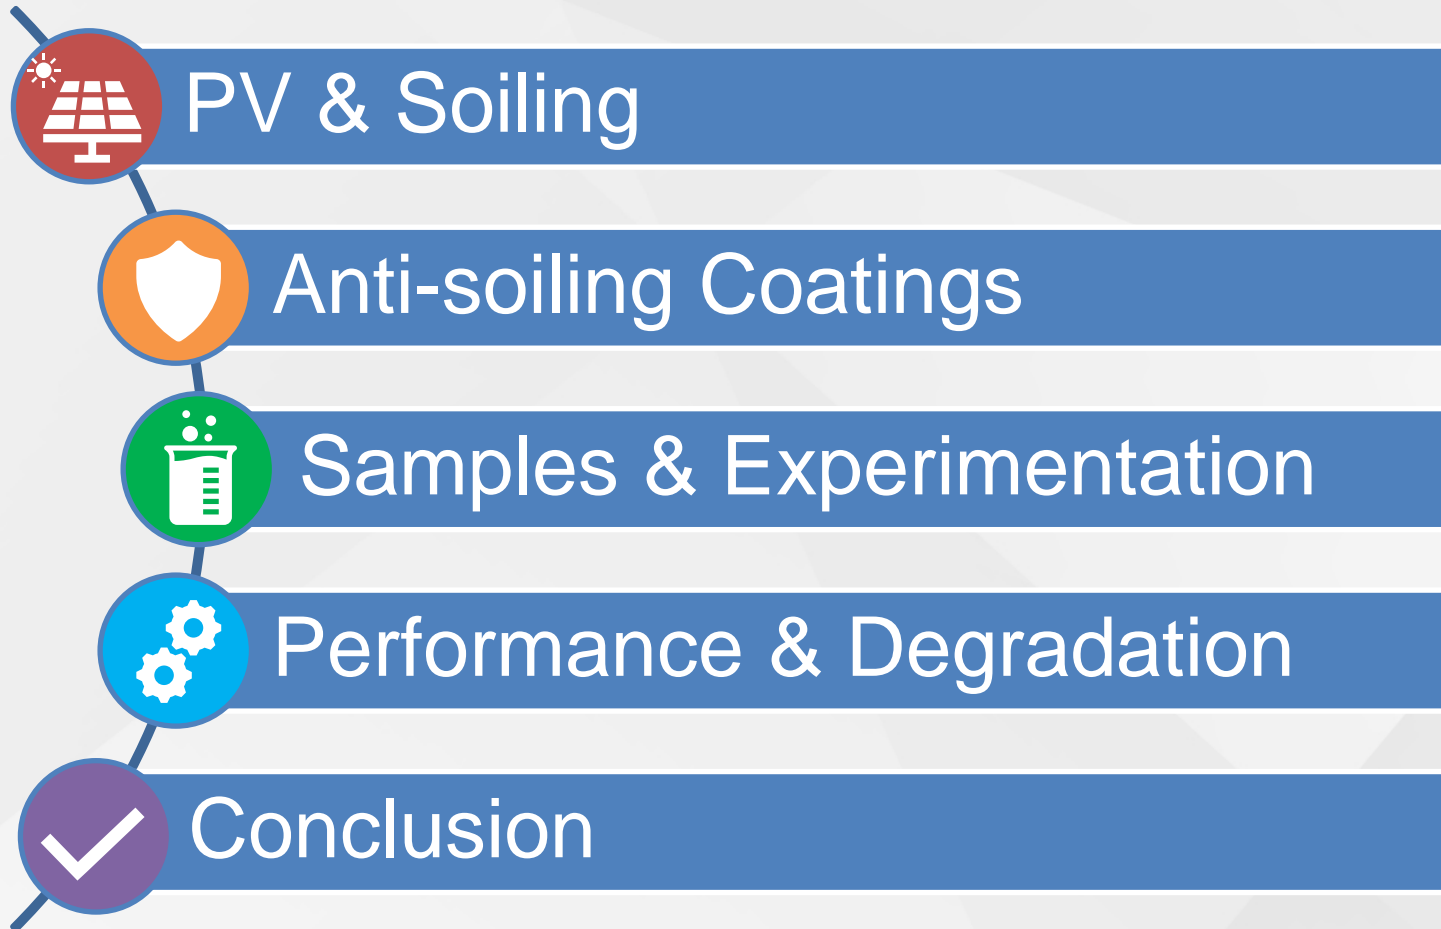 PV & Soiling
Anti-soiling Coatings
Samples & Experimentation
Performance & Degradation
Conclusion